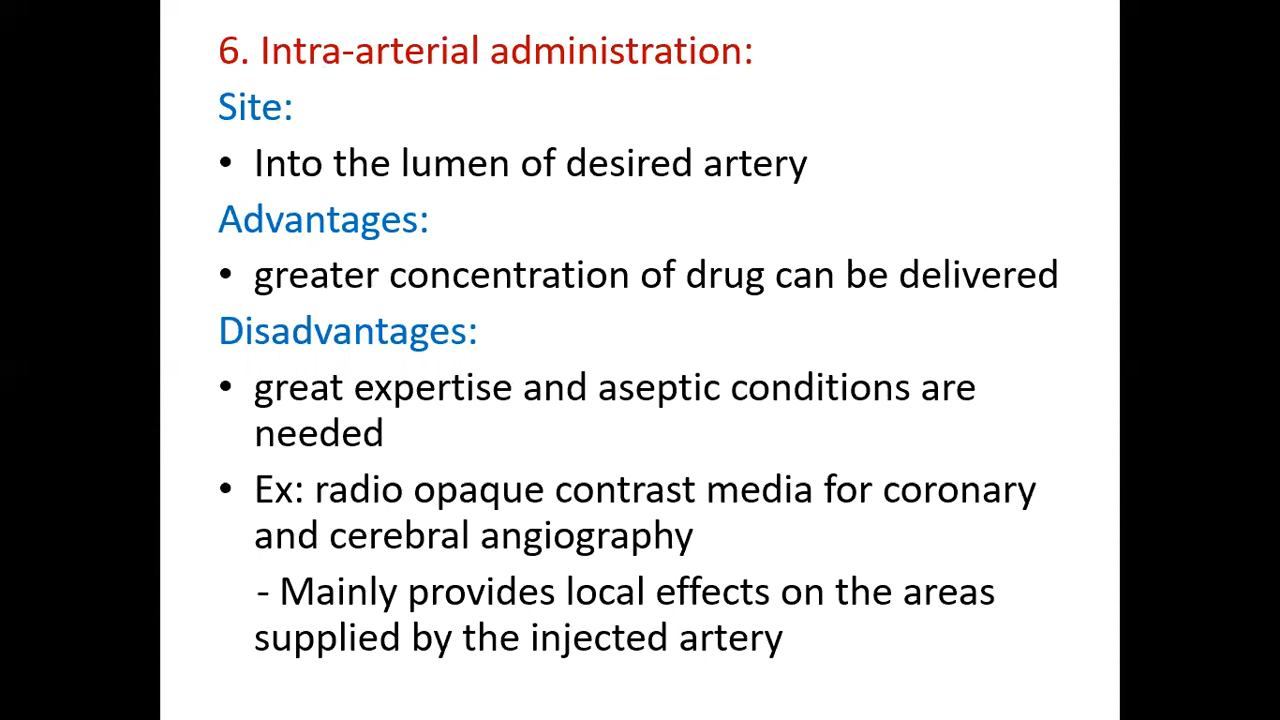 6. Intra-arterial administration:
Site:
• Into the lumen of desired artery
Advantages:
• greater concentration of drug can be delivered
Disadvantages:
• great expertise and aseptic conditions are
needed
• Ex: radio opaque contrast media for coronary
and cerebral angiography
- Mainly provides local effects on the areas
supplied by the injected artery